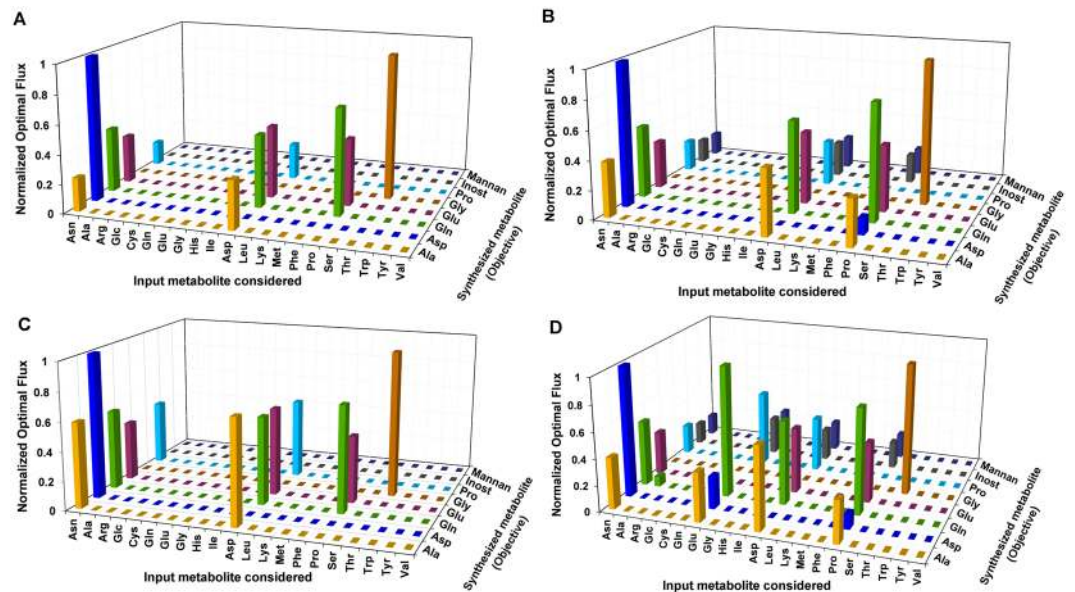 A
Normalized Optimal Flux
1
0.8
0.6
0.4
0.2
0
Asn
Ala
Arg
Glc
Cys
Gln
Glu
Gly
His
Ile
Asp
Leu
Lys
Met
Phe
Pro
Ser
Thr
Trp
Tyr
Val
Input metabolite considered
Mannan
Inost
Pro
Gly
Glu
Gln
Asp
Ala
Synthesized metabolite
(Objective)
B
Normalized Optimal Flux
1
0.8
0.6
0.4
0.2
0
Asn
Ala
Arg
Glc
Cys
Gln
Glu
Gly
His
Ile
Asp
Leu
Lys
Met
Phe
Pro
Ser
Thr
Trp
Tyr
Val
Input metabolite considered
Mannan
Inost
Pro
Gly
Glu
Gln
Asp
Ala
Synthesized metabolite
(Objective)
C
Normalized Optimal Flux
1
0.8
0.6
0.4
0.2
0
Asn
Ala
Arg
Glc
Cys
Gln
Glu
Gly
His
Ile
Asp
Leu
Lys
Met
Phe
Pro
Ser
Thr
Trp
Tyr
Val
Input metabolite considered
Mannan
Inost
Pro
Gly
Glu
Gln
Asp
Ala
Synthesized metabolite
(Objective)
D
Normalized Optimal Flux
1
0.8
0.6
0.4
0.2
0
Asn
Ala
Arg
Glc
Cys
Gln
Glu
Gly
His
Ile
Asp
Leu
Lys
Met
Phe
Pro
Ser
Thr
Trp
Tyr
Val
Input metabolite considered
Mannan
Inost
Pro
Gly
Glu
Gln
Asp
Ala
Synthesized metabolite
(Objective)